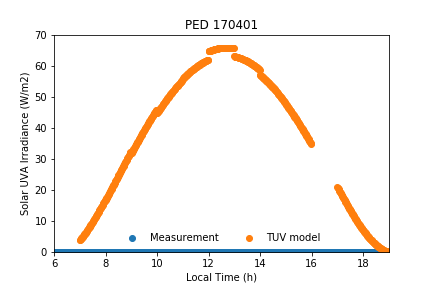 PED 170401
Solar UVA Irradiance (W/m2)
70
60
50
40
30
20
10
0
Measurement TUV model
6 8 10 12 14 16 18
Local Time (h)